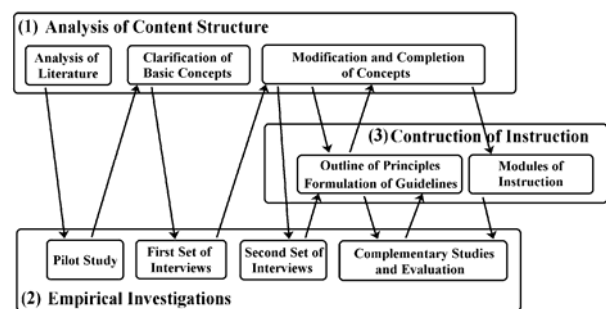 (1) Analysis of Content Structure
Analysis of
Literature
Clarification of
Basic Concepts
Modification and Completion
of Concepts
(3) Contruction of Instruction
Outline of Principles
Formulation of Guidelines
Modules of
Instruction
Pilot Study
First Set of
Interviews
Second Set of
Interviews
Complementary Studies
and Evaluation
(2) Empirical Investigations